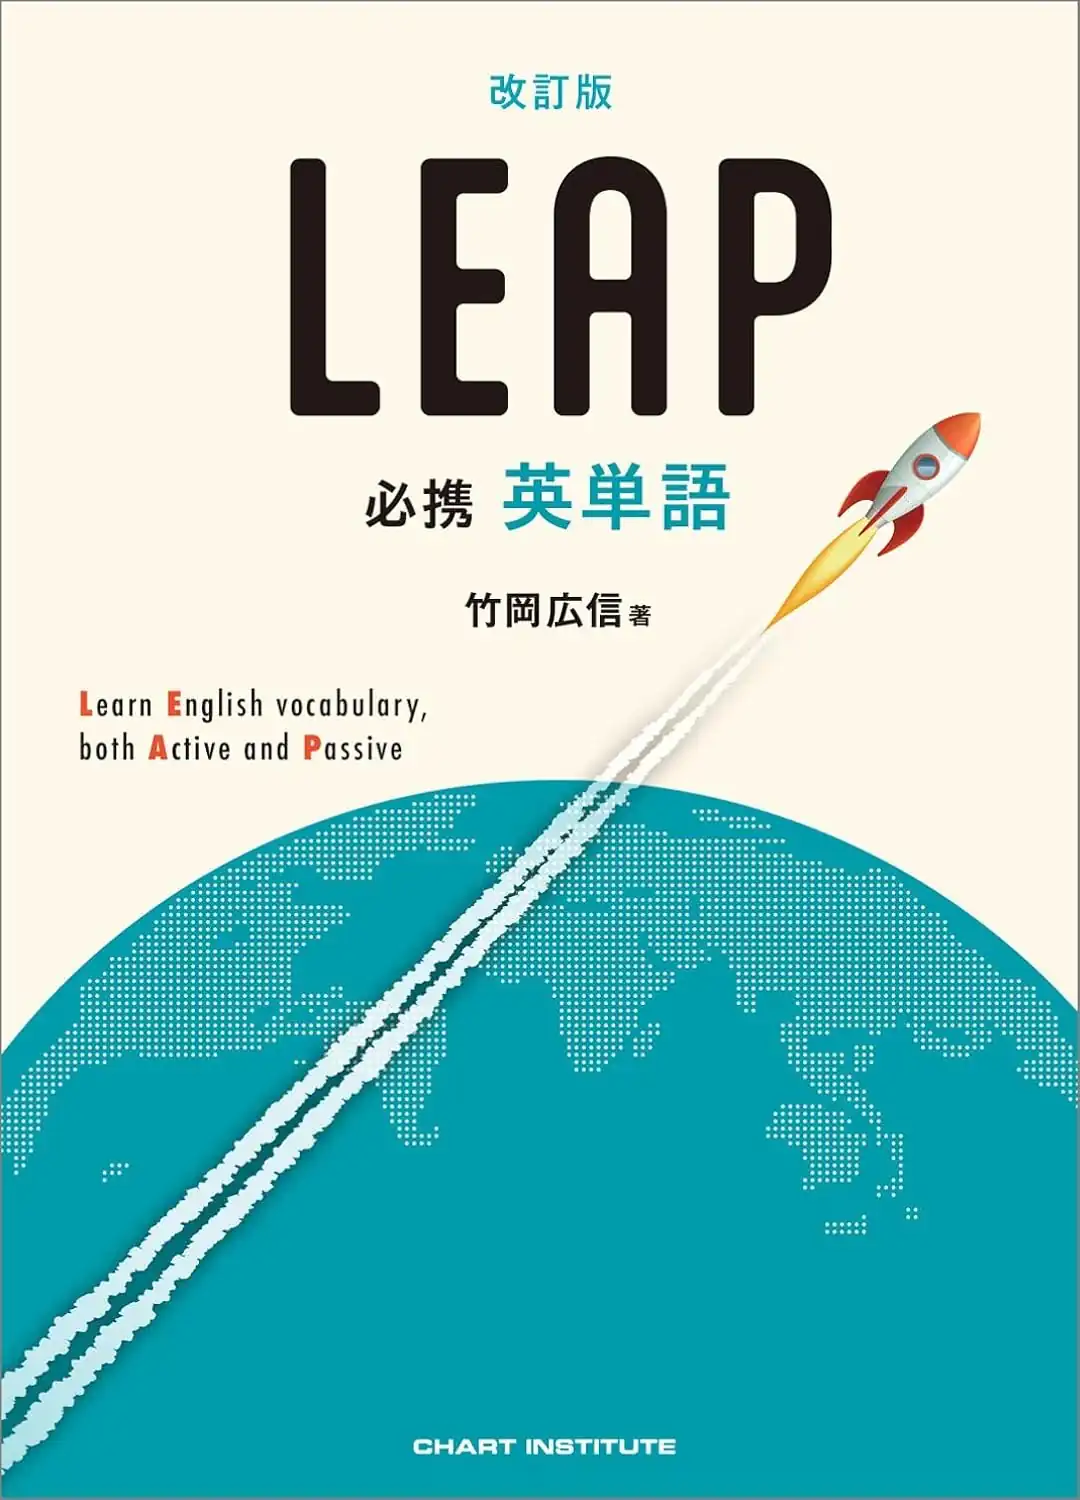 改訂版
LEAP
必携 英単語
竹岡広信著
Learn English vocabulary,
both Active and Passive
CHART INSTITUTE